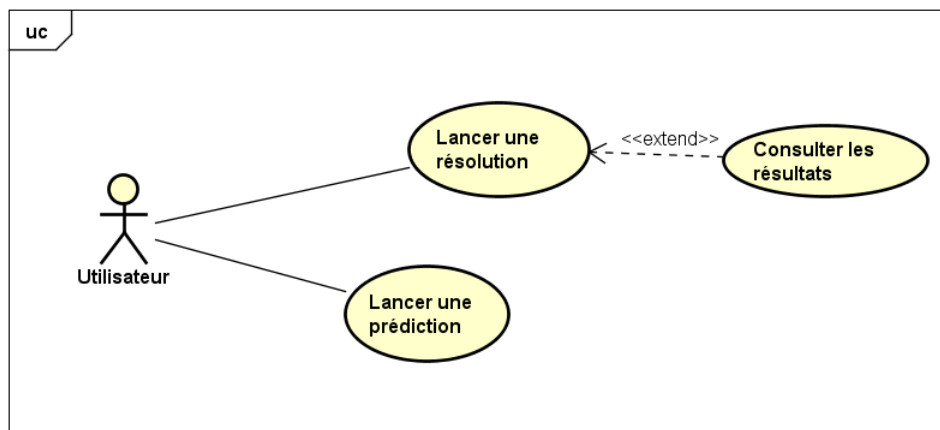 uc
Lancer une
résolution
<<extend>>
Consulter les
résultats
Utilisateur
Lancer une
prédiction